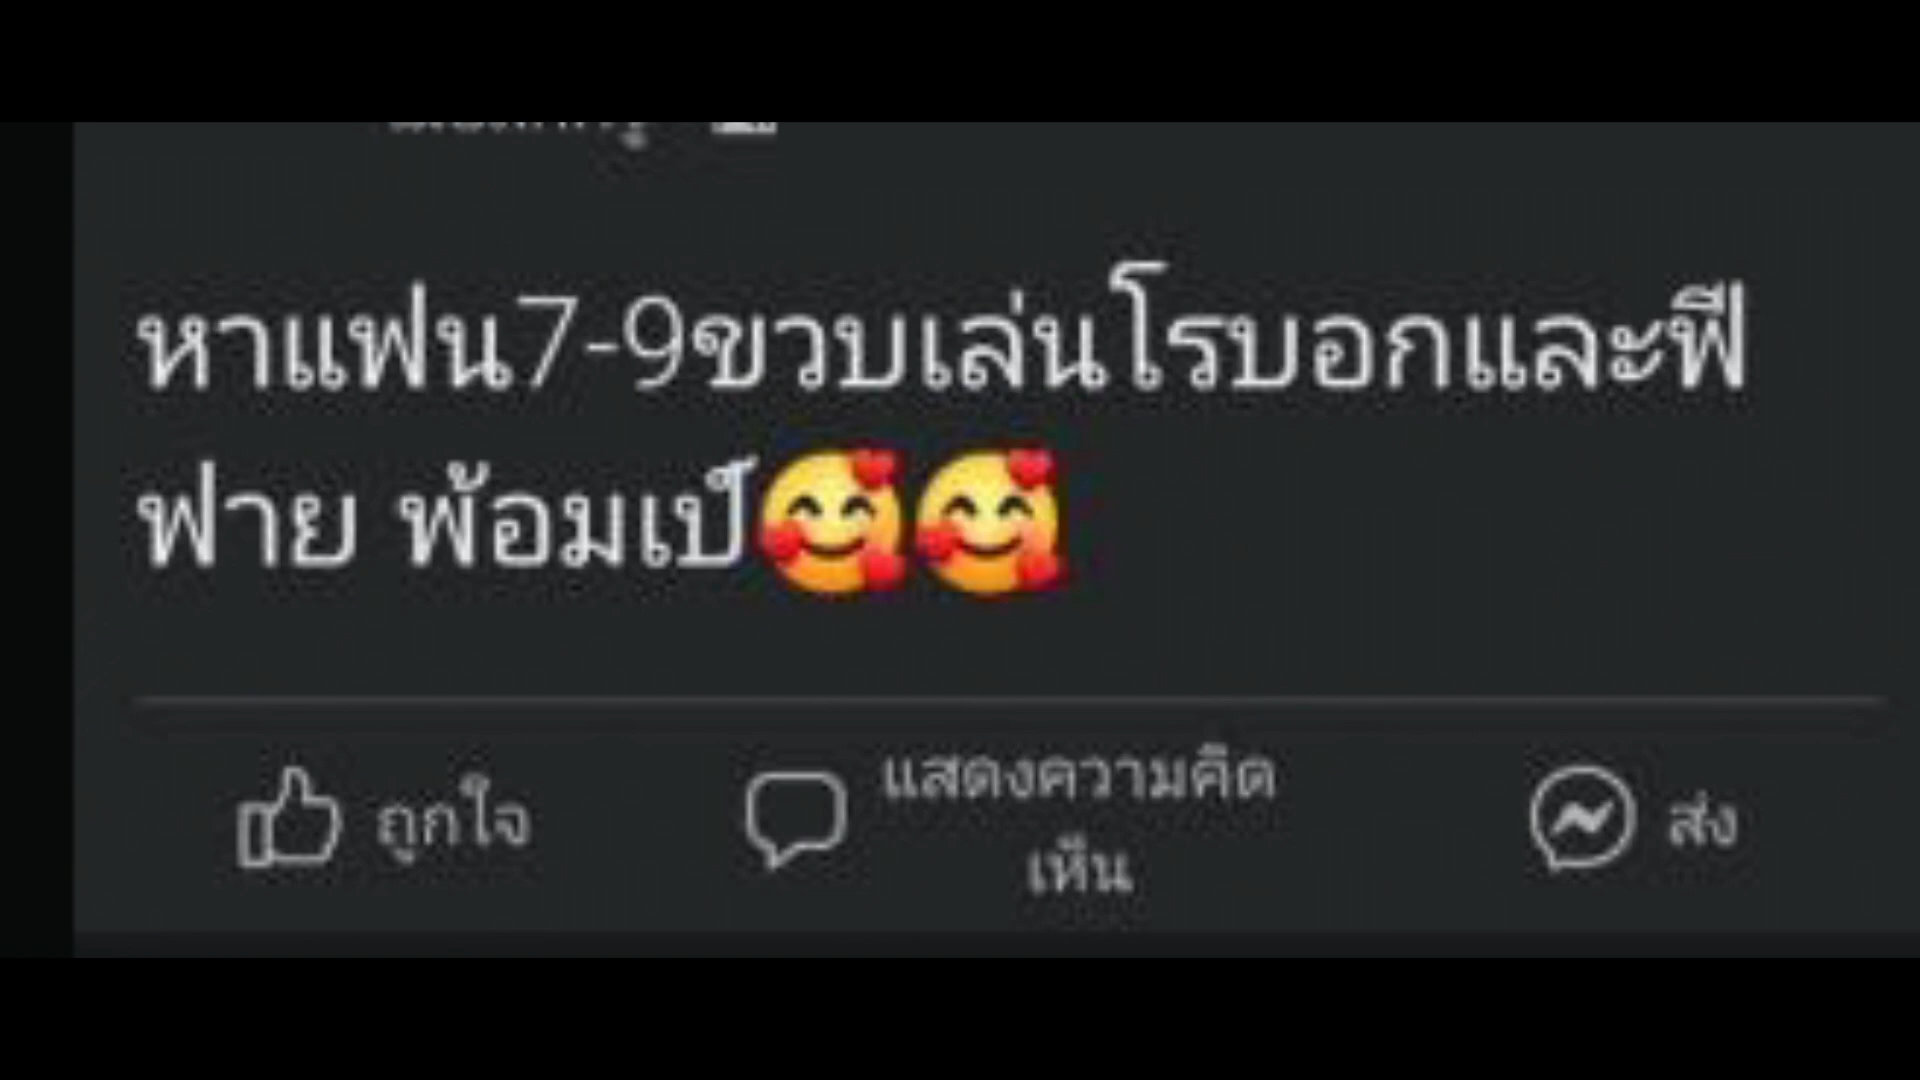 หาแฟน7-9ขวบเล่นโรบอกและฟี
ฟาย พ้อมเป์🥰🥰
ถูกใจ
แสดงความคิด
เห็น
ส่ง